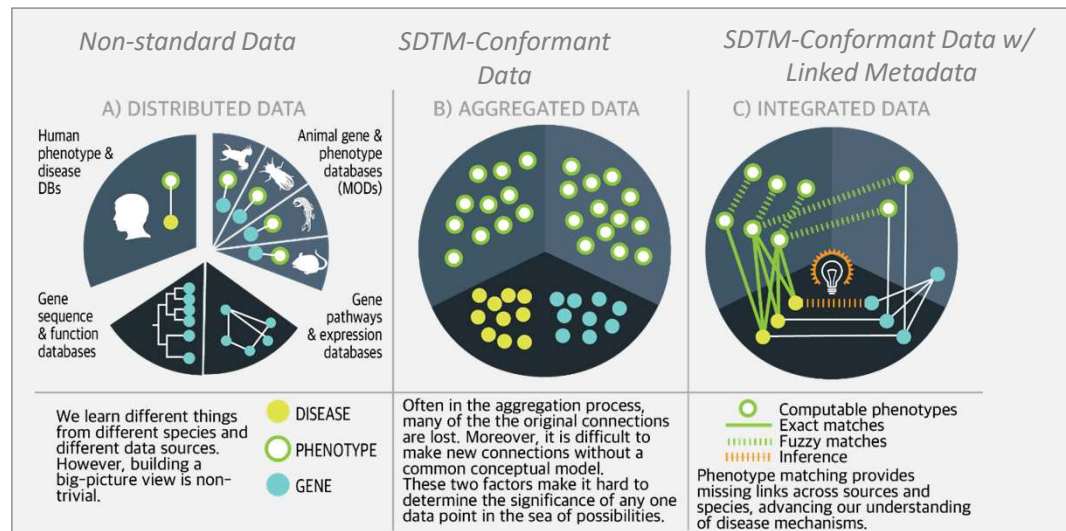 Non-standard Data
SDTM-Conformant
Data
SDTM-Conformant Data w/
Linked Metadata
A) DISTRIBUTED DATA
Human
phenotype &
disease
DBs
Animal gene &
phenotype
databases
(MODs)
Gene
sequence
& function
databases
Gene
pathways
& expression
databases
We learn different things
from different species and
different data sources.
However, building a
big-picture view is non-
trivial.
DISEASE
PHENOTYPE
GENE
B) AGGREGATED DATA
Often in the aggregation process,
many of the the original connections
are lost. Moreover, it is difficult to
make new connections without a
common conceptual model.
These two factors make it hard to
determine the significance of any one
data point in the sea of possibilities.
C) INTEGRATED DATA
Computable phenotypes
Exact matches
Fuzzy matches
Inference
Phenotype matching provides
missing links across sources and
species, advancing our understanding
of disease mechanisms.